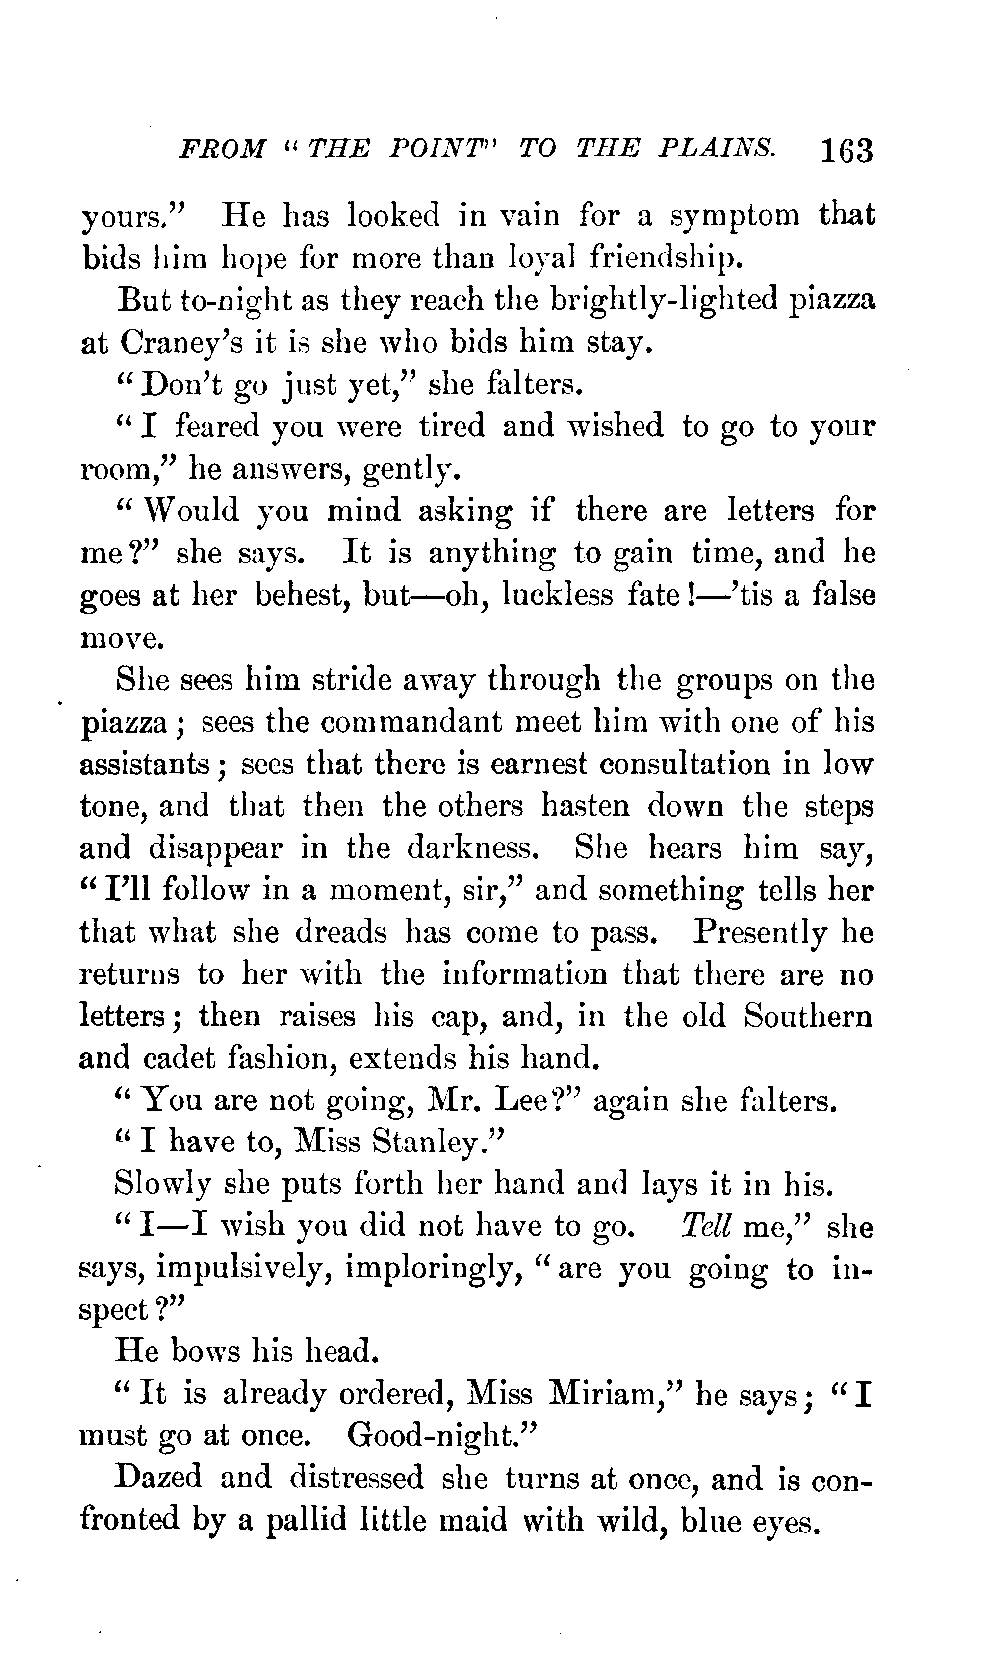 FROM “ THE POINT” TO THE PLAINS. 163
yours.” He has looked in vain for a symptom that
bids him hope for more than loyal friendship.
But to-night as they reach the brightly-lighted piazza
at Craney’s it is she who bids him stay.
“ Don’t go just yet,” she falters.
“ I feared you were tired and wished to go to your
room,” he answers, gently.
“ Would you mind asking if there are letters for
me ?” she says. It is anything to gain time, and he
goes at her behest, but—oh, luckless fate !—’tis a false
move.
She sees him stride away through the groups on the
piazza ; sees the commandant meet him with one of his
assistants ; sees that there is earnest consultation in low
tone, and that then the others hasten down the steps
and disappear in the darkness. She hears him say,
“ I’ll follow in a moment, sir,” and something tells her
that what she dreads has come to pass. Presently he
returns to her with the information that there are no
letters ; then raises his cap, and, in the old Southern
and cadet fashion, extends his hand.
“ You are not going, Mr. Lee ?” again she falters.
“ I have to, Miss Stanley.”
Slowly she puts forth her hand and lays it in his.
“ I—I wish you did not have to go. Tell me,” she
says, impulsively, imploringly, “ are you going to in-
spect ?”
He bows his head.
“ It is already ordered, Miss Miriam,” he says ; “ I
must go at once. Good-night.”
Dazed and distressed she turns at once, and is con-
fronted by a pallid little maid with wild, blue eyes.